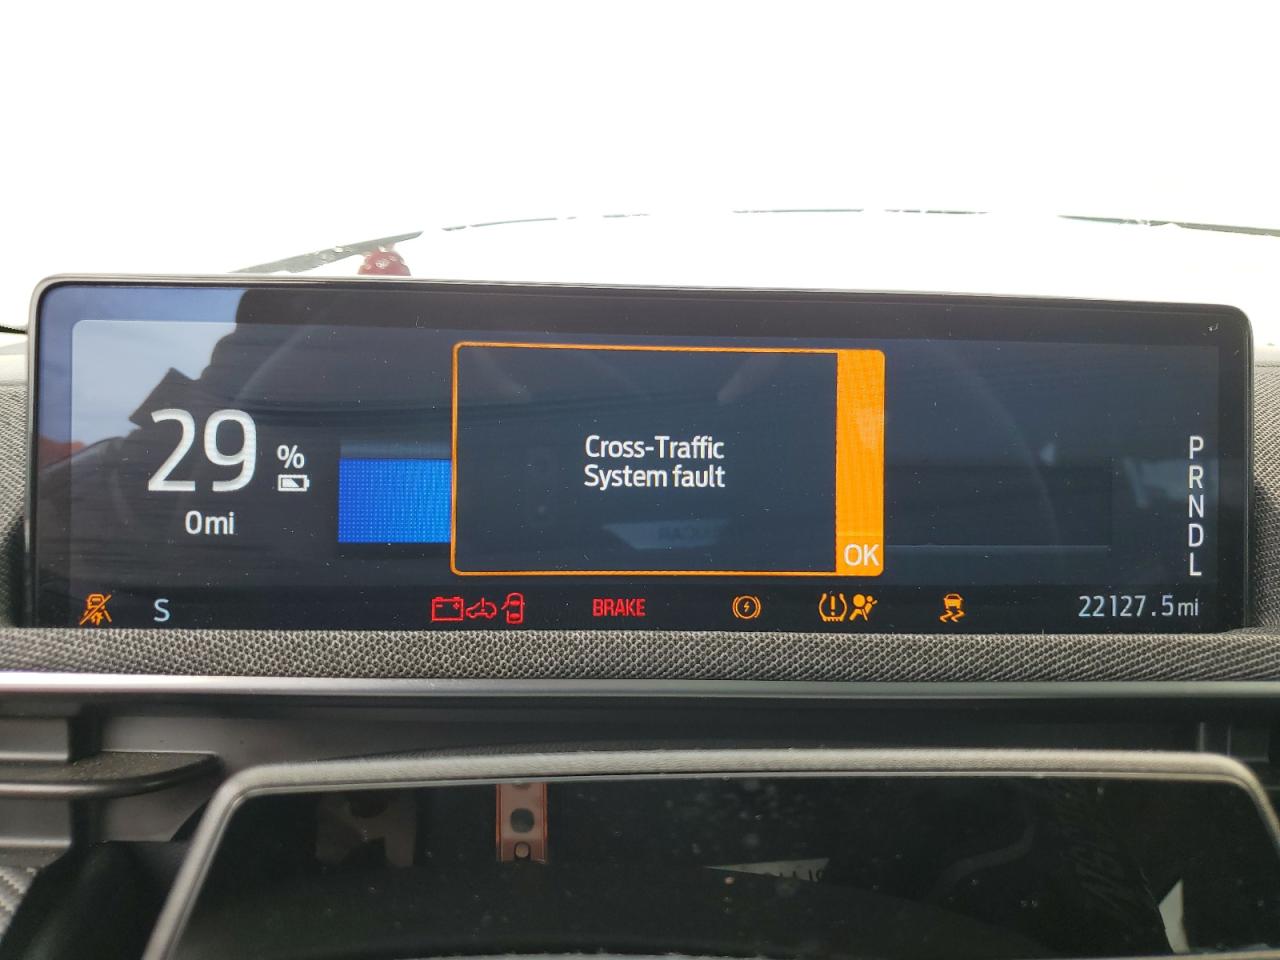 29 %
0mi
Cross-Traffic
System fault
OK
P
R
N
D
L
S
BRAKE
22127.5mi